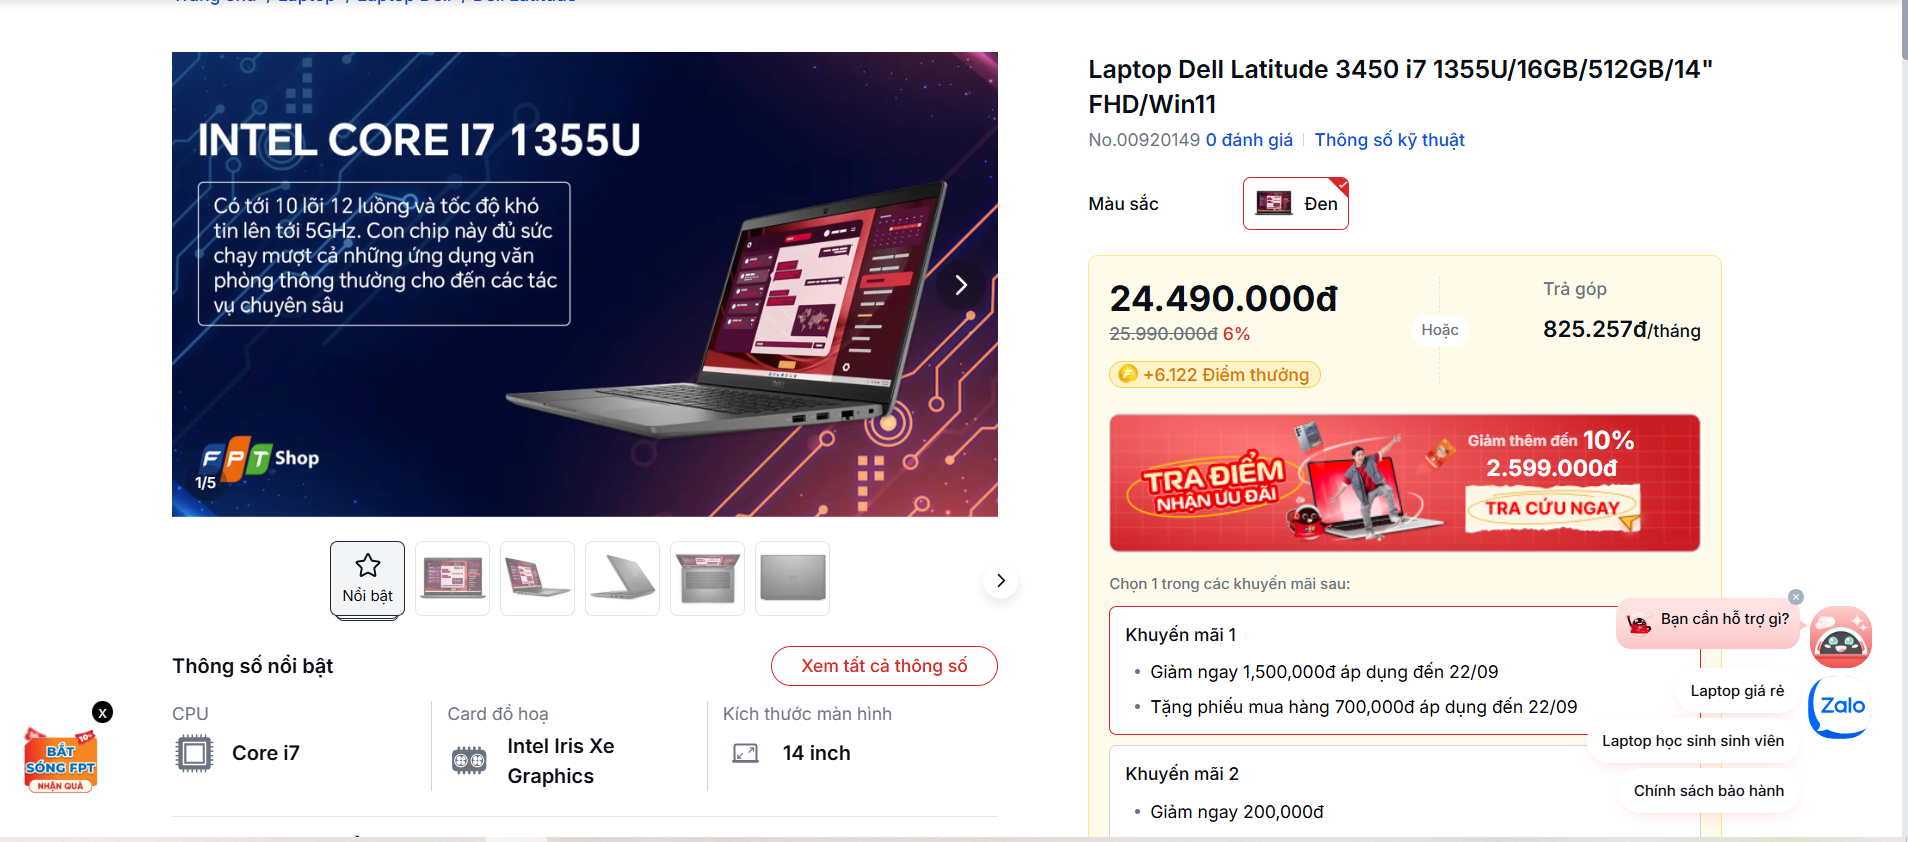 INTEL CORE I7 1355U
Có tới 10 lõi 12 luồng và tốc độ khó
tin lên tới 5GHz. Con chip này đủ sức
chạy mượt cả những ứng dụng văn
phòng thông thường cho đến các tác
vụ chuyên sâu
FPT Shop
1/5
Nổi bật
Thông số nổi bật
Xem tất cả thông số
CPU
Core i7
Card đồ hoạ
Intel Iris Xe
Graphics
Kích thước màn hình
14 inch
x
10%
BẮT
SÓNG FPT
NHẬN QUÀ
Laptop Dell Latitude 3450 i7 1355U/16GB/512GB/14"
FHD/Win11
No.00920149 0 đánh giá Thông số kỹ thuật
Màu sắc
Đen
24.490.000đ
25.990.000đ 6%
+6.122 Điểm thưởng
Hoặc
Trả góp
825.257đ/tháng
TRA ĐIỂM
NHẬN ƯU ĐÃI
Giảm thêm đến 10%
2.599.000đ
TRA CỨU NGAY
Chọn 1 trong các khuyến mãi sau:
Khuyến mãi 1
• Giảm ngay 1,500,000đ áp dụng đến 22/09
• Tặng phiếu mua hàng 700,000đ áp dụng đến 22/09
Khuyến mãi 2
• Giảm ngay 200,000đ
Bạn cần hỗ trợ gì?
Laptop giá rẻ
Zalo
Laptop học sinh sinh viên
Chính sách bảo hành